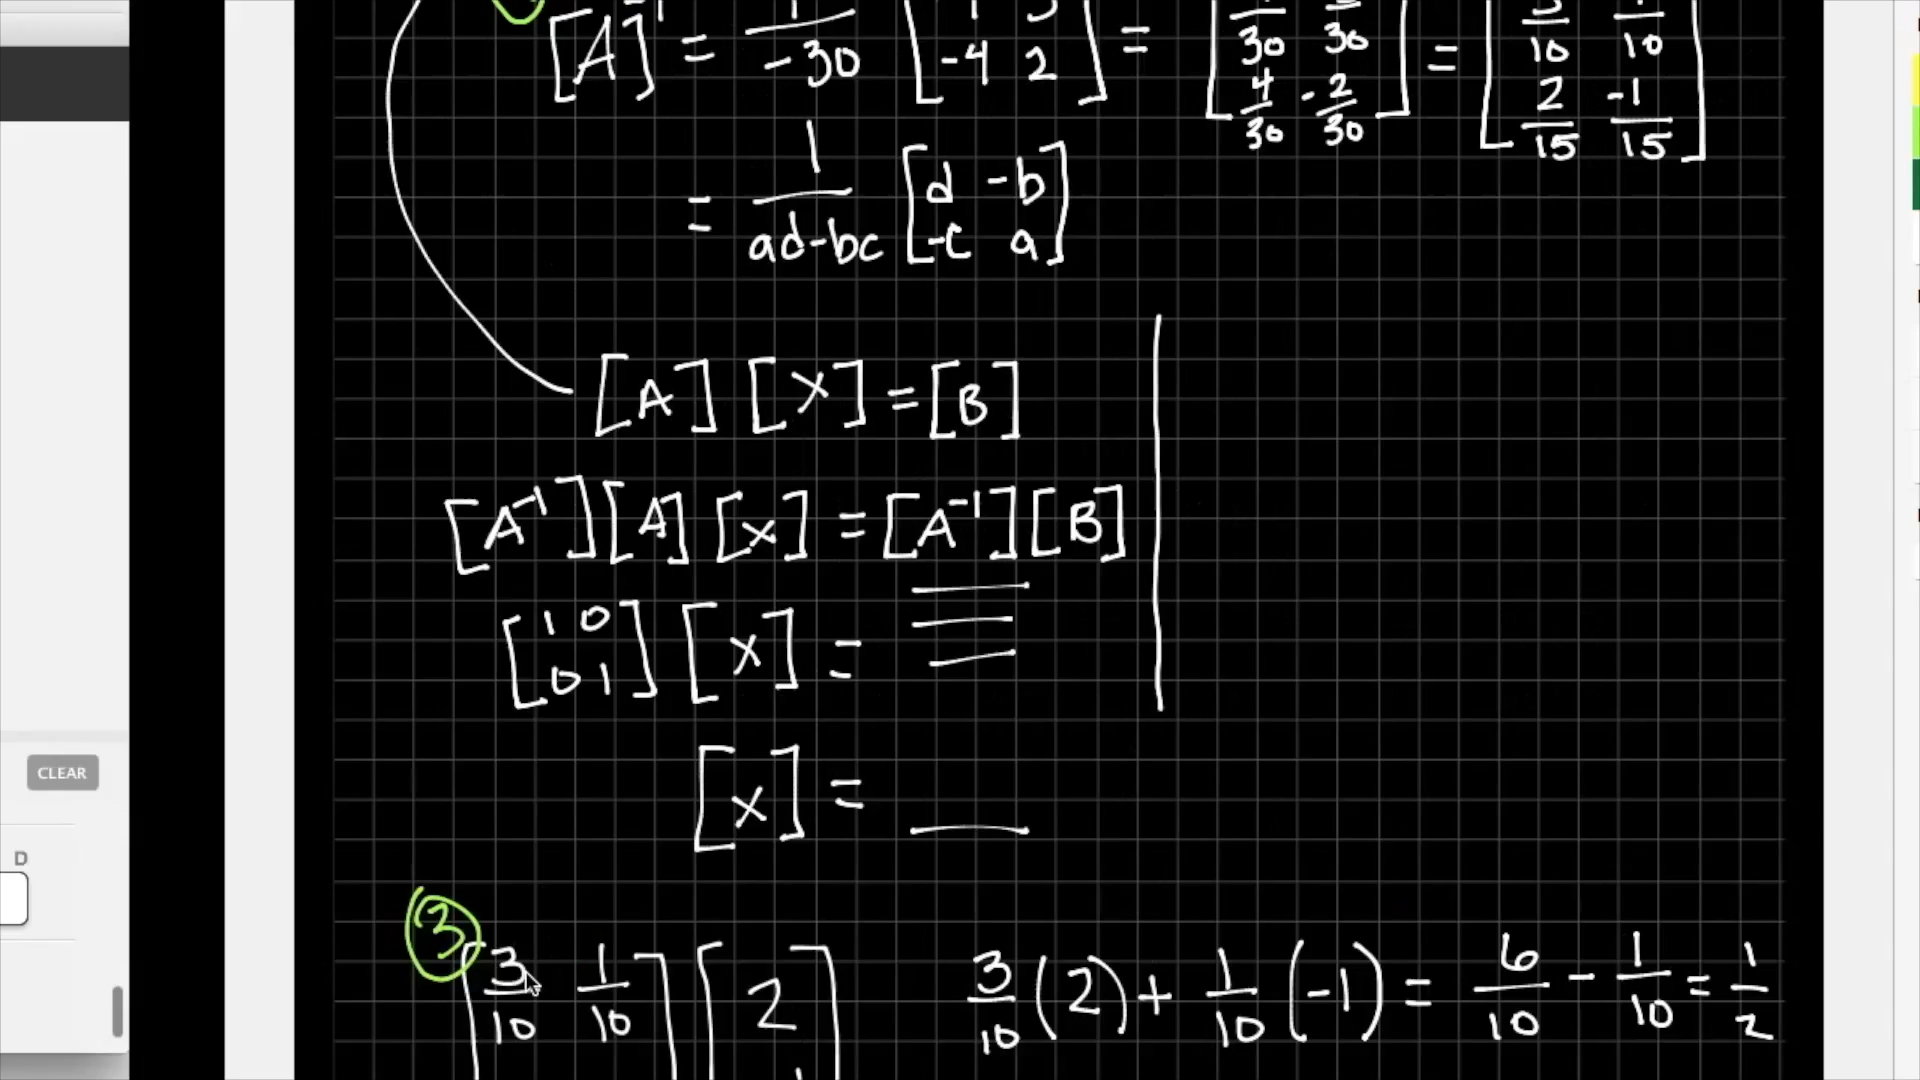 [A]⁻¹ = 1/-30 [ ; -4 2] = [ /30 /30; 4/30 -2/30] = [3/10 1/10; 2/15 -1/15]
= 1/ad-bc [d -b; -c a]
[A] [X] = [B]
[A⁻¹][A] [x] = [A⁻¹][B]
[1 0; 0 1] [x] =
[x] =
CLEAR
D
③
[3/10 1/10] [2 3/10 (2) + 1/10 (-1) = 6/10 - 1/10 = 1/2